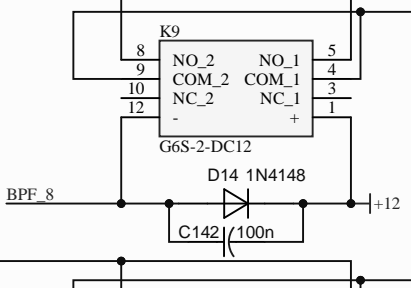 K9
8 NO_2 NO_1 5
9 COM_2 COM_1 4
10 NC_2 NC_1 3
12 - + 1
G6S-2-DC12
D14 1N4148
BPF_8
+12
C142 100n